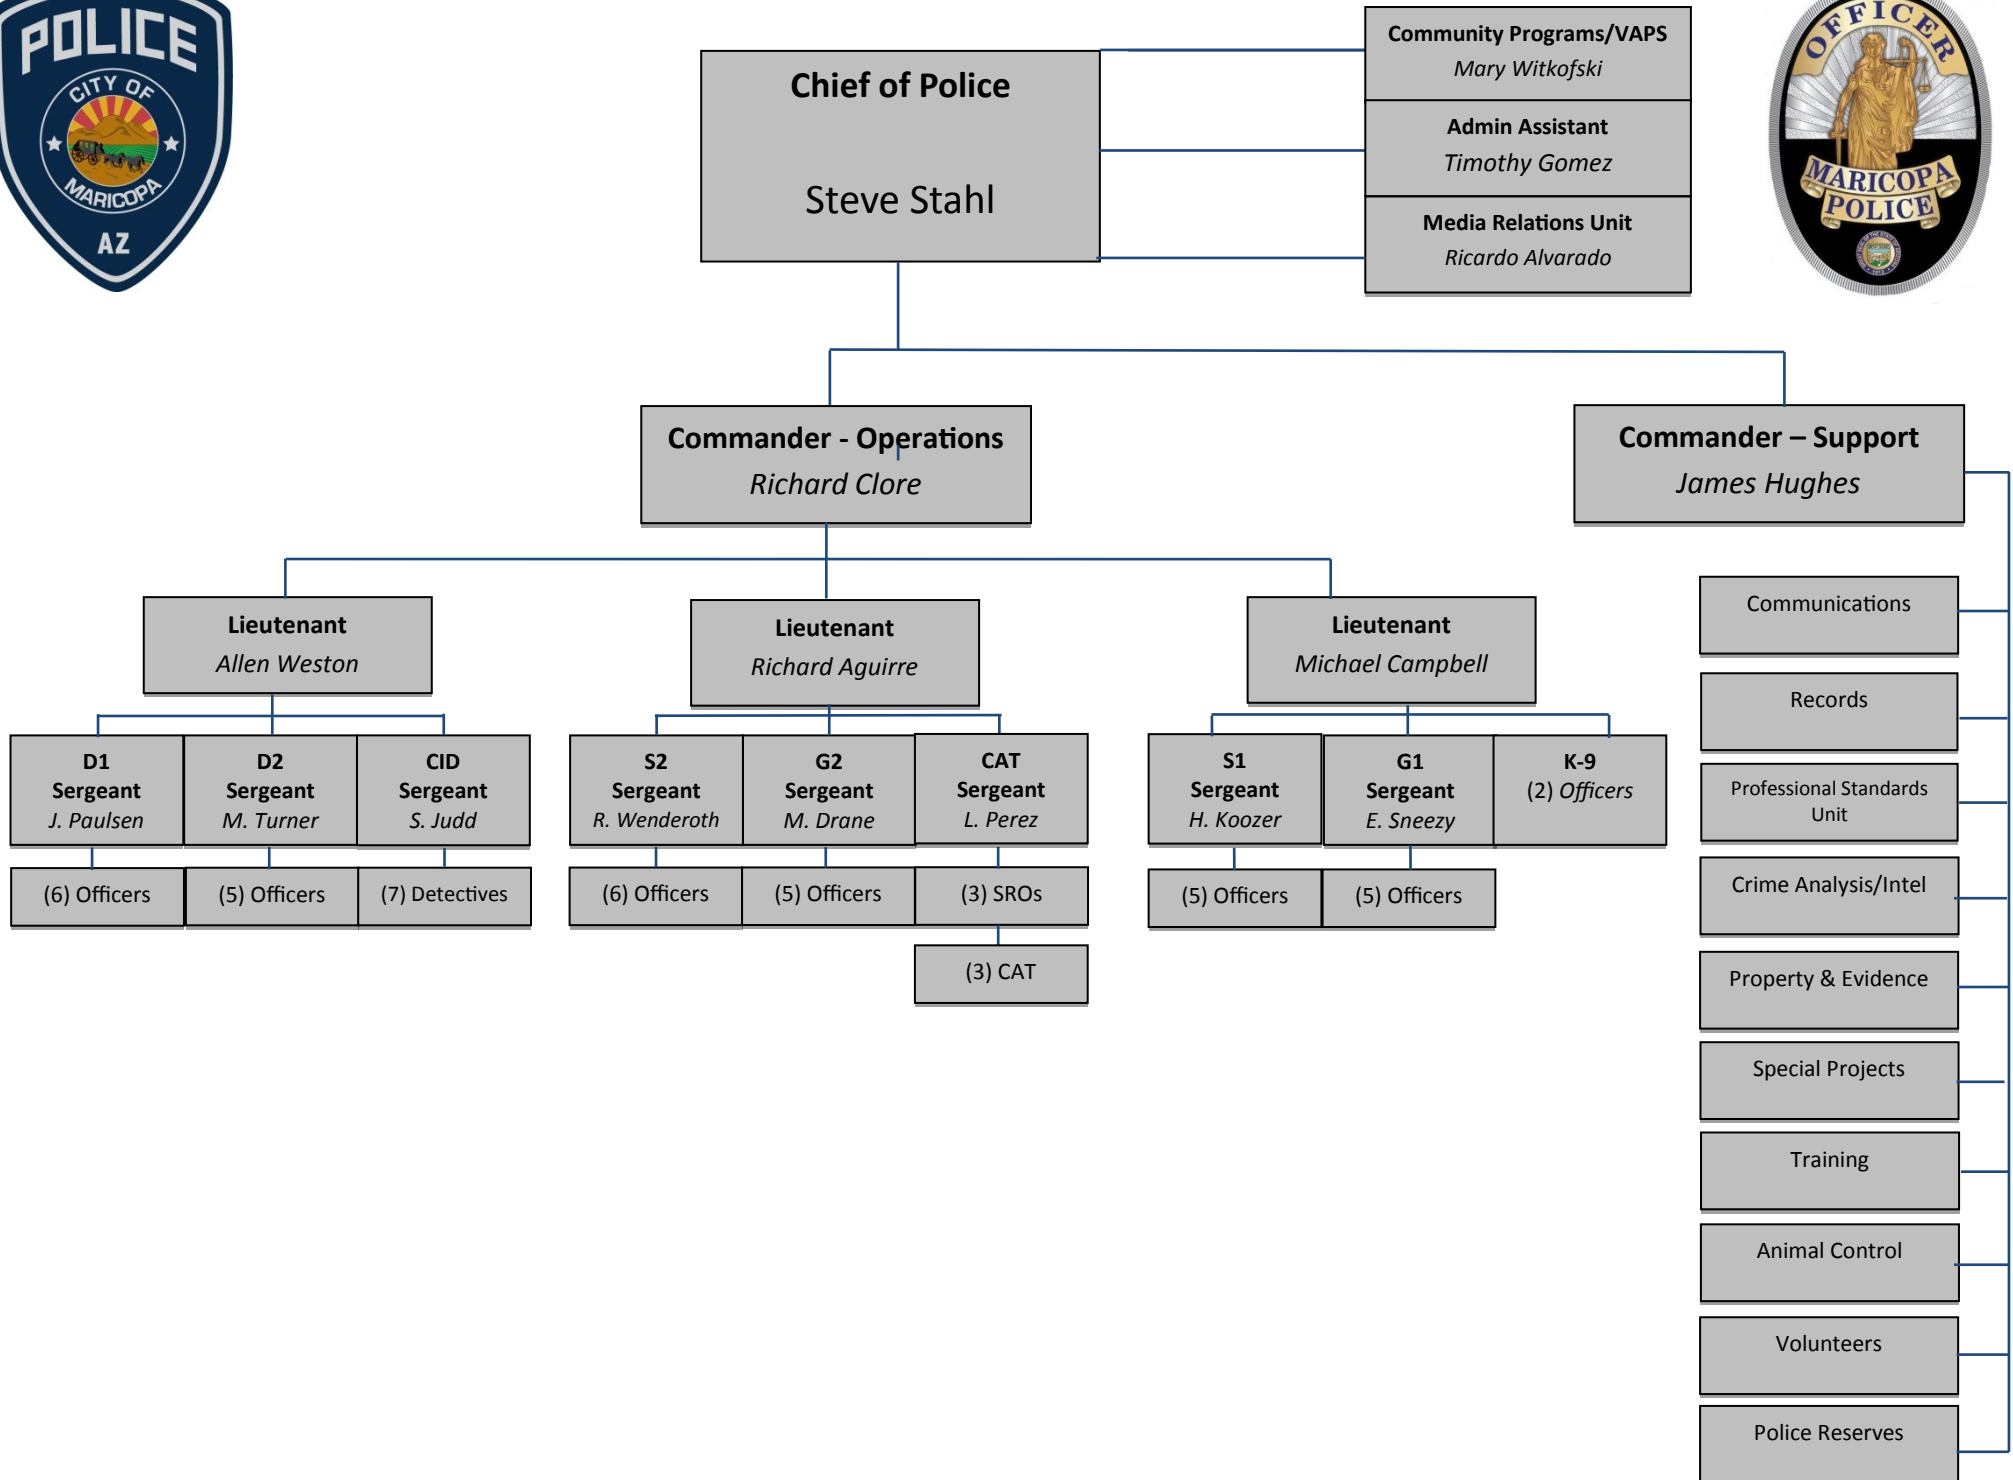 POLICE
CITY OF
MARICOPA
AZ
Chief of Police
Steve Stahl
Community Programs/VAPS
Mary Witkofski
Admin Assistant
Timothy Gomez
Media Relations Unit
Ricardo Alvarado
OFFICER
MARICOPA
POLICE
Commander - Operations
Richard Clore
Commander – Support
James Hughes
Lieutenant
Allen Weston
Lieutenant
Richard Aguirre
Lieutenant
Michael Campbell
D1
Sergeant
J. Paulsen
D2
Sergeant
M. Turner
CID
Sergeant
S. Judd
S2
Sergeant
R. Wenderoth
G2
Sergeant
M. Drane
CAT
Sergeant
L. Perez
S1
Sergeant
H. Koozer
G1
Sergeant
E. Sneezy
K-9
(2) Officers
(6) Officers
(5) Officers
(7) Detectives
(6) Officers
(5) Officers
(3) SROs
(3) CAT
(5) Officers
(5) Officers
Communications
Records
Professional Standards
Unit
Crime Analysis/Intel
Property & Evidence
Special Projects
Training
Animal Control
Volunteers
Police Reserves